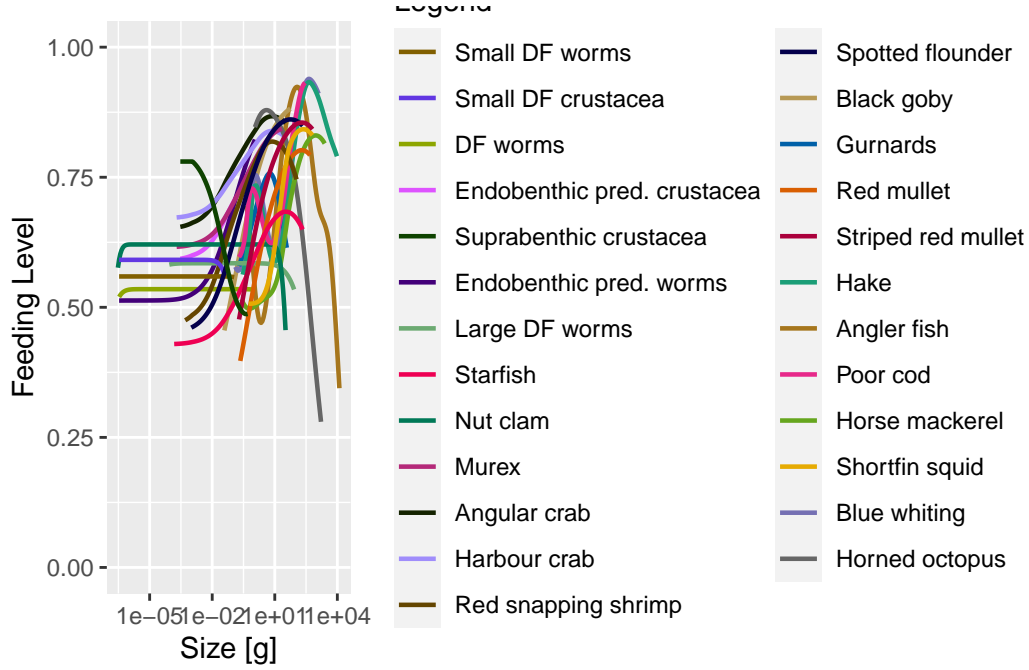 Legend
1.00
0.75
0.50
0.25
0.00
Feeding Level
1e−05 1e−02 1e+01 1e+04
Size [g]
Small DF worms
Small DF crustacea
DF worms
Endobenthic pred. crustacea
Suprabenthic crustacea
Endobenthic pred. worms
Large DF worms
Starfish
Nut clam
Murex
Angular crab
Harbour crab
Red snapping shrimp
Spotted flounder
Black goby
Gurnards
Red mullet
Striped red mullet
Hake
Angler fish
Poor cod
Horse mackerel
Shortfin squid
Blue whiting
Horned octopus